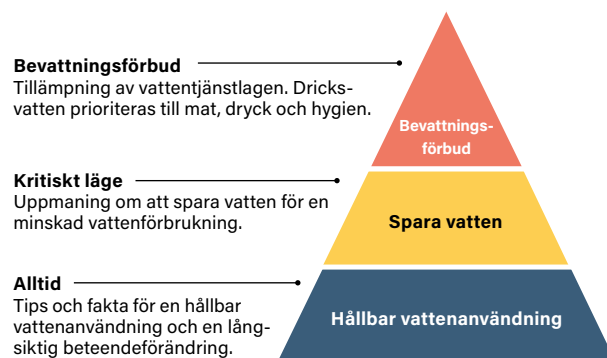 Bevattningsförbud
Tillämpning av vattentjänstlagen. Dricks-
vatten prioriteras till mat, dryck och hygien.
Bevattnings-
förbud
Kritiskt läge
Uppmaning om att spara vatten för en
minskad vattenförbrukning.
Spara vatten
Alltid
Tips och fakta för en hållbar
vattenanvändning och en lång-
siktig beteendeförändring.
Hållbar vattenanvändning